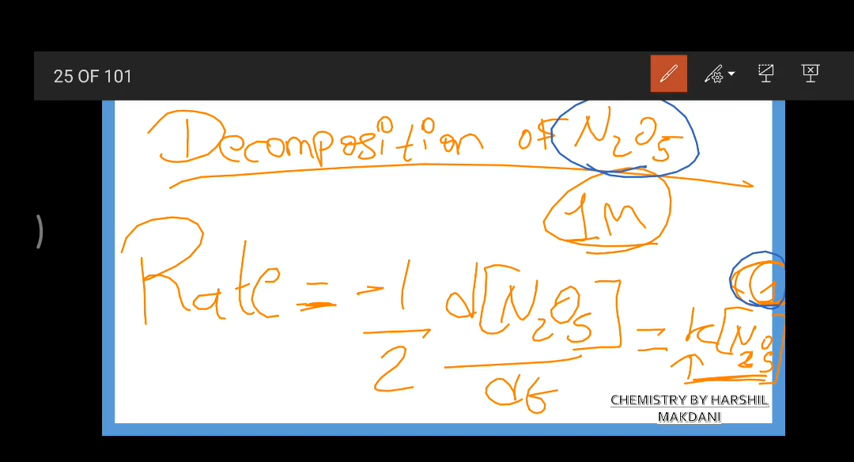 25 OF 101
Decomposition of N2O5
1M
Rate = -1/2 d[N2O5]/dt = k[N2O5]
CHEMISTRY BY HARSHIL
MAKDANI